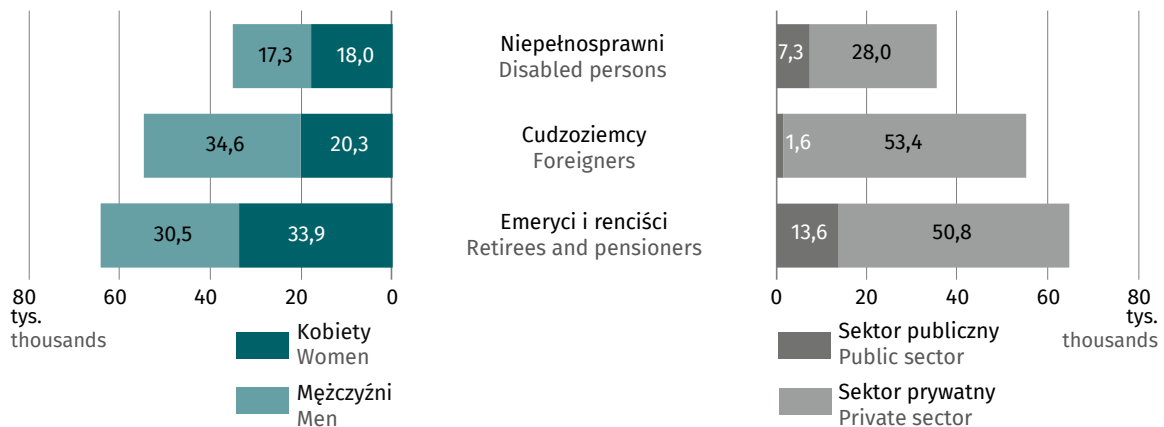 17,3 18,0
Niepełnosprawni
Disabled persons
7,3 28,0
34,6 20,3
Cudzoziemcy
Foreigners
1,6 53,4
30,5 33,9
Emeryci i renciści
Retirees and pensioners
13,6 50,8
80 60 40 20 0
tys.
thousands
0 20 40 60 80
tys.
thousands
Kobiety
Women
Mężczyźni
Men
Sektor publiczny
Public sector
Sektor prywatny
Private sector